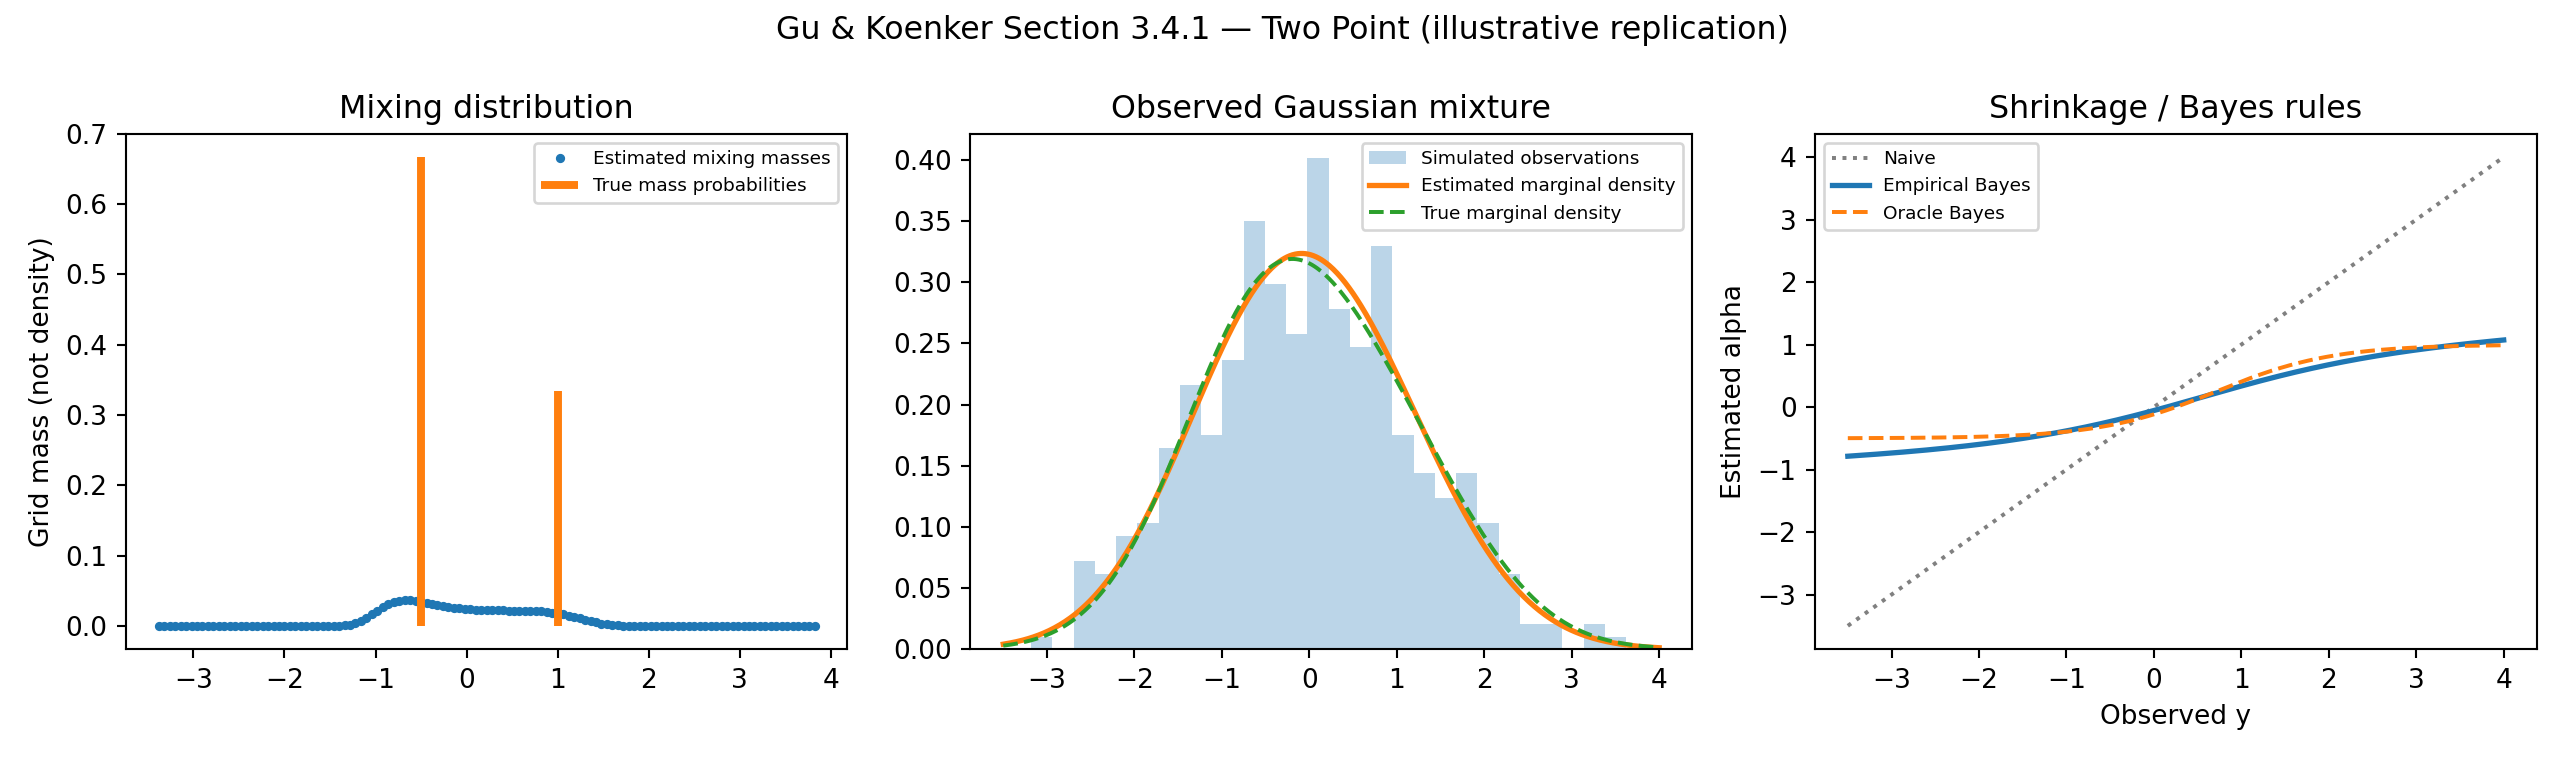 Gu & Koenker Section 3.4.1 — Two Point (illustrative replication)
Mixing distribution
Grid mass (not density)
0.7
0.6
0.5
0.4
0.3
0.2
0.1
0.0
−3 −2 −1 0 1 2 3 4
Estimated mixing masses
True mass probabilities
Observed Gaussian mixture
0.40
0.35
0.30
0.25
0.20
0.15
0.10
0.05
0.00
−3 −2 −1 0 1 2 3 4
Simulated observations
Estimated marginal density
True marginal density
Shrinkage / Bayes rules
Estimated alpha
4
3
2
1
0
−1
−2
−3
−3 −2 −1 0 1 2 3 4
Observed y
Naive
Empirical Bayes
Oracle Bayes